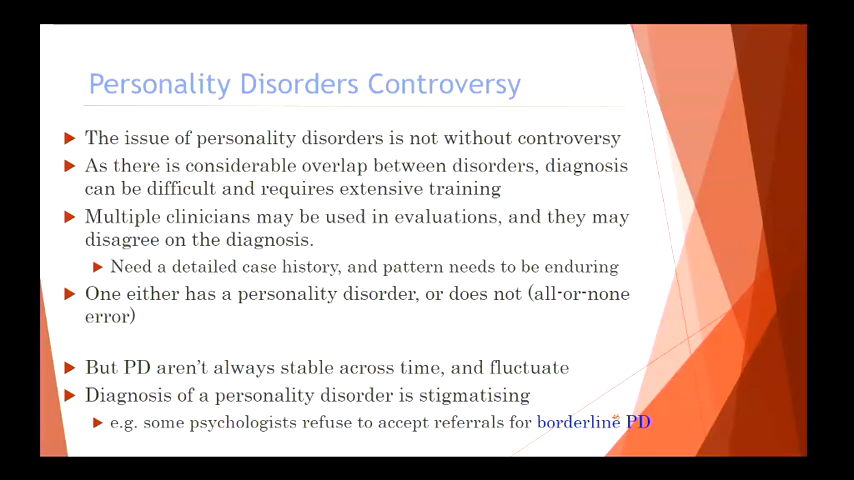 Personality Disorders Controversy
The issue of personality disorders is not without controversy
As there is considerable overlap between disorders, diagnosis
can be difficult and requires extensive training
Multiple clinicians may be used in evaluations, and they may
disagree on the diagnosis.
Need a detailed case history, and pattern needs to be enduring
One either has a personality disorder, or does not (all-or-none
error)
But PD aren't always stable across time, and fluctuate
Diagnosis of a personality disorder is stigmatising
e.g. some psychologists refuse to accept referrals for borderline PD